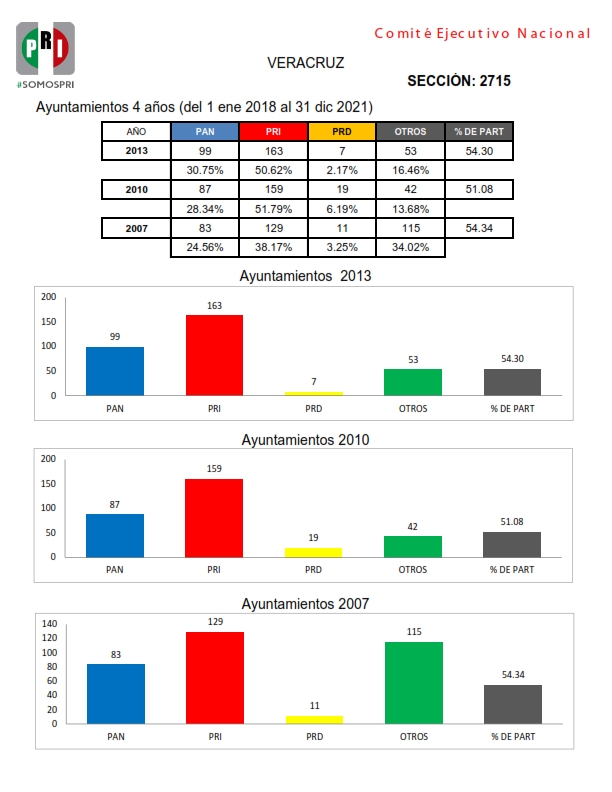 Comité Ejecutivo Nacional
PRI
#SOMOSPRI
VERACRUZ
SECCIÓN: 2715
Ayuntamientos 4 años (del 1 ene 2018 al 31 dic 2021)
AÑO PAN PRI PRD OTROS % DE PART
2013 99 163 7 53 54.30
30.75% 50.62% 2.17% 16.46%
2010 87 159 19 42 51.08
28.34% 51.79% 6.19% 13.68%
2007 83 129 11 115 54.34
24.56% 38.17% 3.25% 34.02%
Ayuntamientos 2013
200
150
100
50
0
99 163 7 53 54.30
PAN PRI PRD OTROS % DE PART
Ayuntamientos 2010
200
150
100
50
0
87 159 19 42 51.08
PAN PRI PRD OTROS % DE PART
Ayuntamientos 2007
140
120
100
80
60
40
20
0
83 129 11 115 54.34
PAN PRI PRD OTROS % DE PART